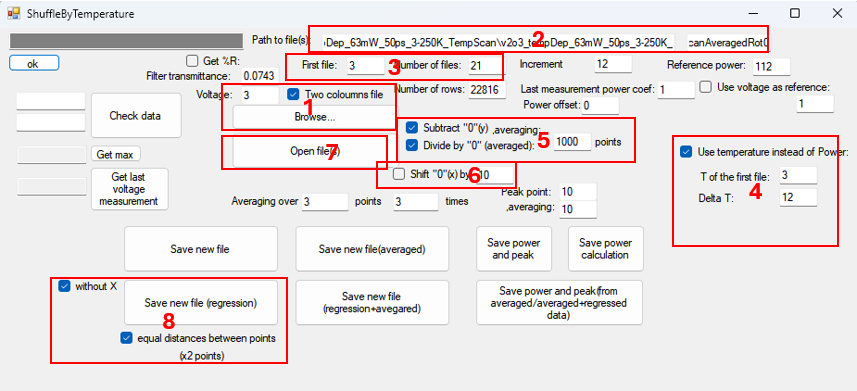 ShuffleByTemperature
Path to file(s): oDep_63mW_50ps_3-250K_TempScan\v2o3_tempDep_63mW_50ps_3-250K_ canAveragedRot0
2
ok
Get %R:
First file: 3 Number of files: 21 Increment 12 Reference power: 112
3
Filter transmittance: 0.0743
Voltage: 3 Two coloumns file Number of rows: 22816 Last measurement power coef: 1 Use voltage as reference:
1
Power offset: 0 1
Check data
Browse...
7
Subtract "0"(y) ,averaging:
Divide by "0" (averaged): 1000 points
5
Open file(s)
Get max
Use temperature instead of Power:
T of the first file: 3
4
Delta T: 12
Shift "0"(x) by 10
6
Get last
voltage
measurement
Averaging over 3 points 3 times
Peak point: 10
,averaging: 10
Save new file
Save new file(averaged)
Save power
and peak
Save power
calculation
without X
Save new file (regression)
8
Save new file
(regression+avegared)
Save power and peak(from
averaged/averaged+regressed
data)
equal distances between points
(x2 points)